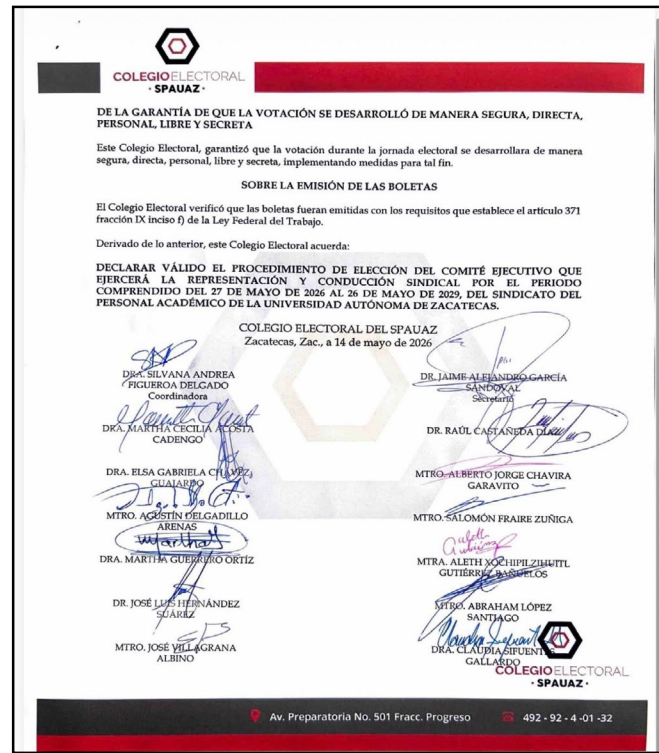 COLEGIO ELECTORAL
· SPAUAZ ·
DE LA GARANTÍA DE QUE LA VOTACIÓN SE DESARROLLÓ DE MANERA SEGURA, DIRECTA,
PERSONAL, LIBRE Y SECRETA
Este Colegio Electoral, garantizó que la votación durante la jornada electoral se desarrollara de manera
segura, directa, personal, libre y secreta, implementando medidas para tal fin.
SOBRE LA EMISIÓN DE LAS BOLETAS
El Colegio Electoral verificó que las boletas fueran emitidas con los requisitos que establece el artículo 371
fracción IX inciso f) de la Ley Federal del Trabajo.
Derivado de lo anterior, este Colegio Electoral acuerda:
DECLARAR VÁLIDO EL PROCEDIMIENTO DE ELECCIÓN DEL COMITÉ EJECUTIVO QUE
EJERCERÁ LA REPRESENTACIÓN Y CONDUCCIÓN SINDICAL POR EL PERIODO
COMPRENDIDO DEL 27 DE MAYO DE 2026 AL 26 DE MAYO DE 2029, DEL SINDICATO DEL
PERSONAL ACADÉMICO DE LA UNIVERSIDAD AUTÓNOMA DE ZACATECAS.
COLEGIO ELECTORAL DEL SPAUAZ
Zacatecas, Zac., a 14 de mayo de 2026
DRA. SILVANA ANDREA
FIGUEROA DELGADO
Coordinadora
DR. JAIME ALEJANDRO GARCÍA
SANDOVAL
Secretario
DRA. MARTHA CECILIA ACOSTA
CADENGO
DR. RAÚL CASTAÑEDA DÍAZ
DRA. ELSA GABRIELA CHÁVEZ
GUAJARDO
MTRO. ALBERTO JORGE CHAVIRA
GARAVITO
MTRO. AGUSTÍN DELGADILLO
ARENAS
MTRO. SALOMÓN FRAIRE ZUÑIGA
DRA. MARTHA GUERRERO ORTÍZ
MTRA. ALETH XOCHIPILZIHUITL
GUTIÉRREZ BAÑUELOS
DR. JOSÉ LUIS HERNÁNDEZ
SUÁREZ
MTRO. ABRAHAM LÓPEZ
SANTIAGO
MTRO. JOSÉ VILLAGRANA
ALBINO
DRA. CLAUDIA SIFUENTES
GALLARDO
COLEGIO ELECTORAL
· SPAUAZ ·
Av. Preparatoria No. 501 Fracc. Progreso
492 - 92 - 4 -01 -32